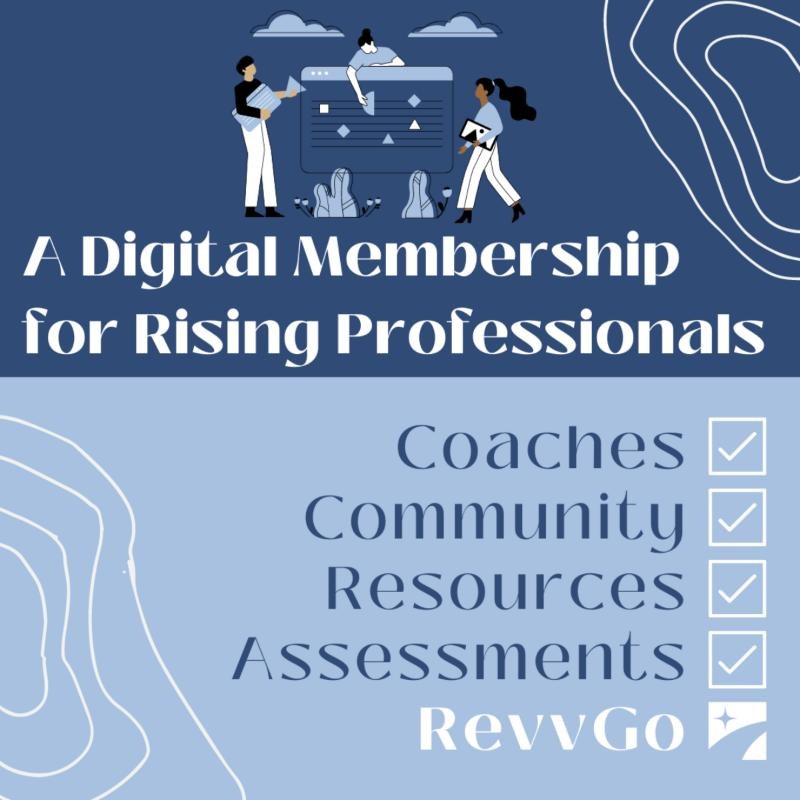 A Digital Membership
for Rising Professionals
Coaches
Community
Resources
Assessments
RevvGo